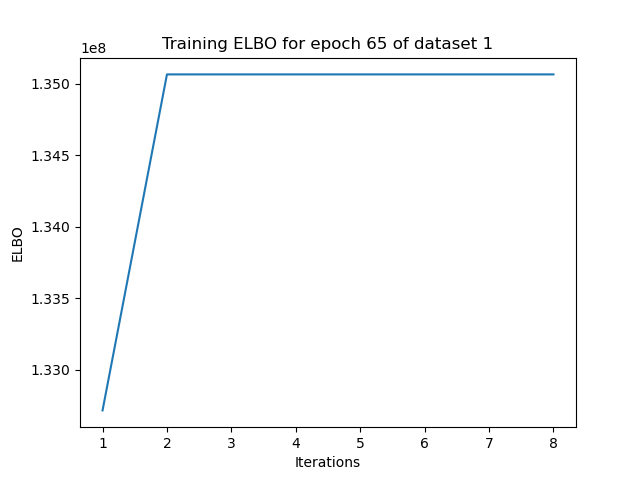 Training ELBO for epoch 65 of dataset 1
1e8
1.350
1.345
1.340
1.335
1.330
ELBO
1 2 3 4 5 6 7 8
Iterations